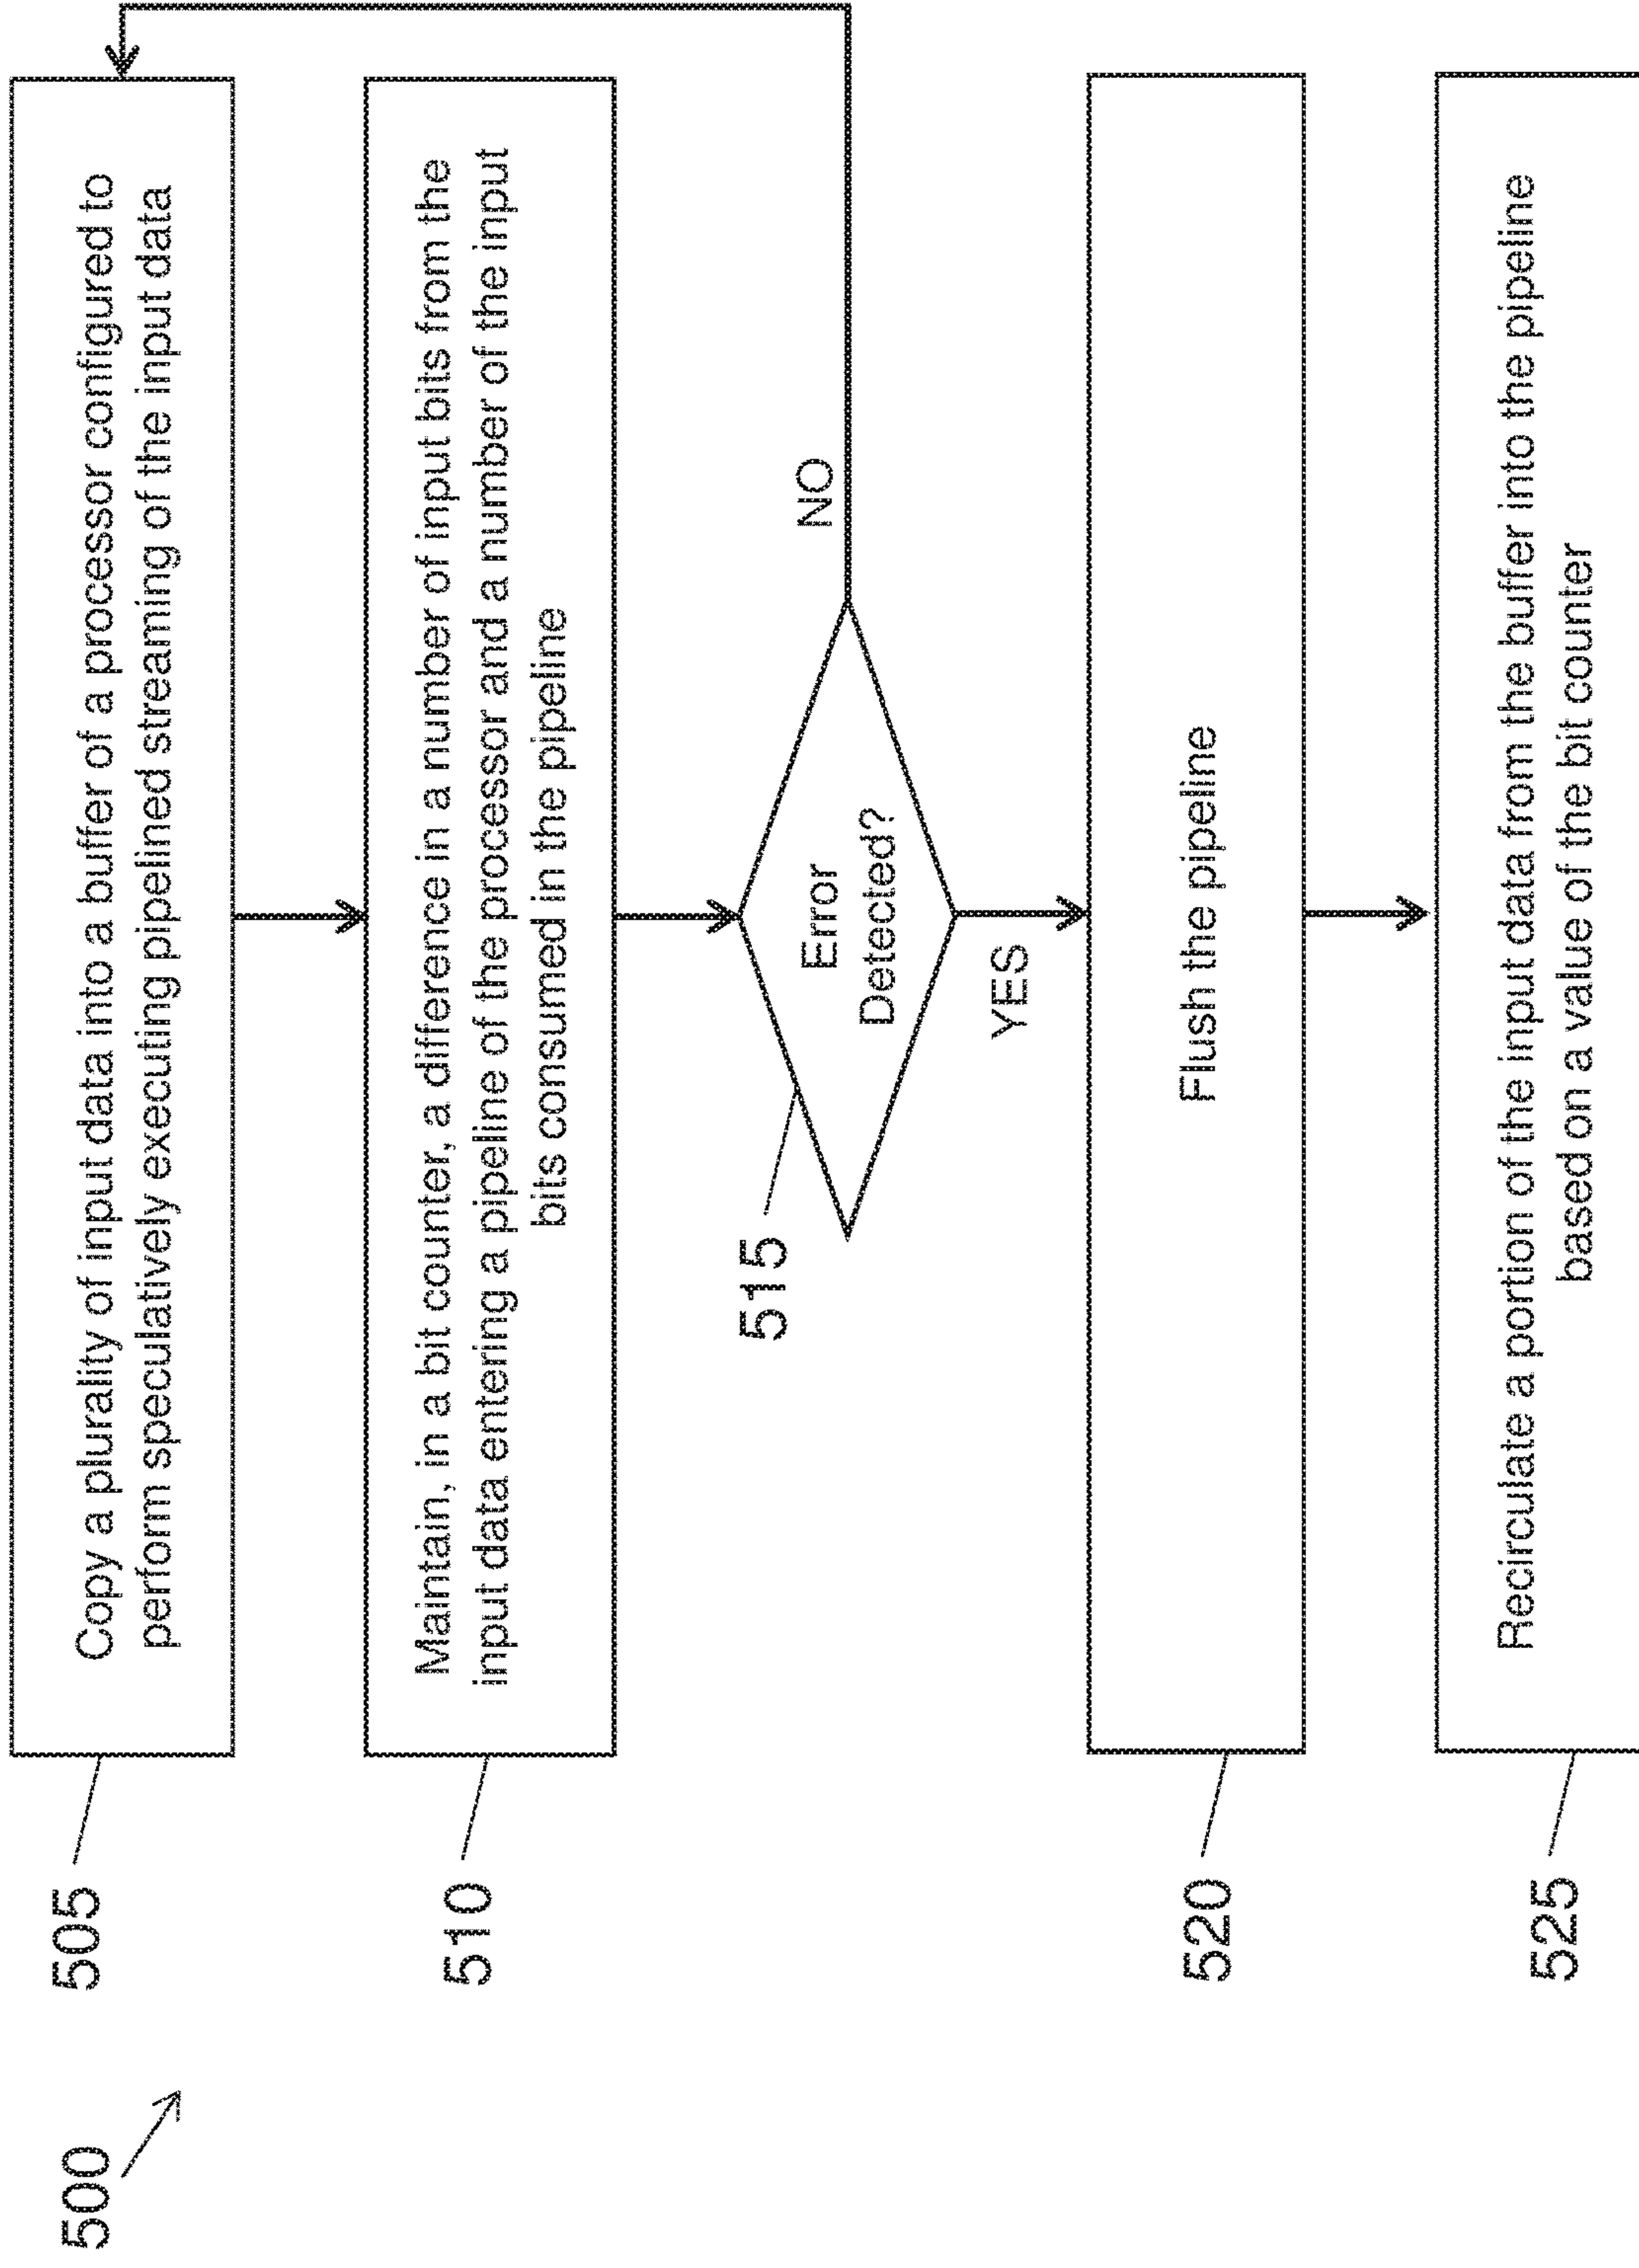 500
505
Copy a plurality of input data into a buffer of a processor configured to
perform speculatively executing pipelined streaming of the input data
510
Maintain, in a bit counter, a difference in a number of input bits from the
input data entering a pipeline of the processor and a number of the input
bits consumed in the pipeline
515
Error
Detected?
NO
YES
520
Flush the pipeline
525
Recirculate a portion of the input data from the buffer into the pipeline
based on a value of the bit counter